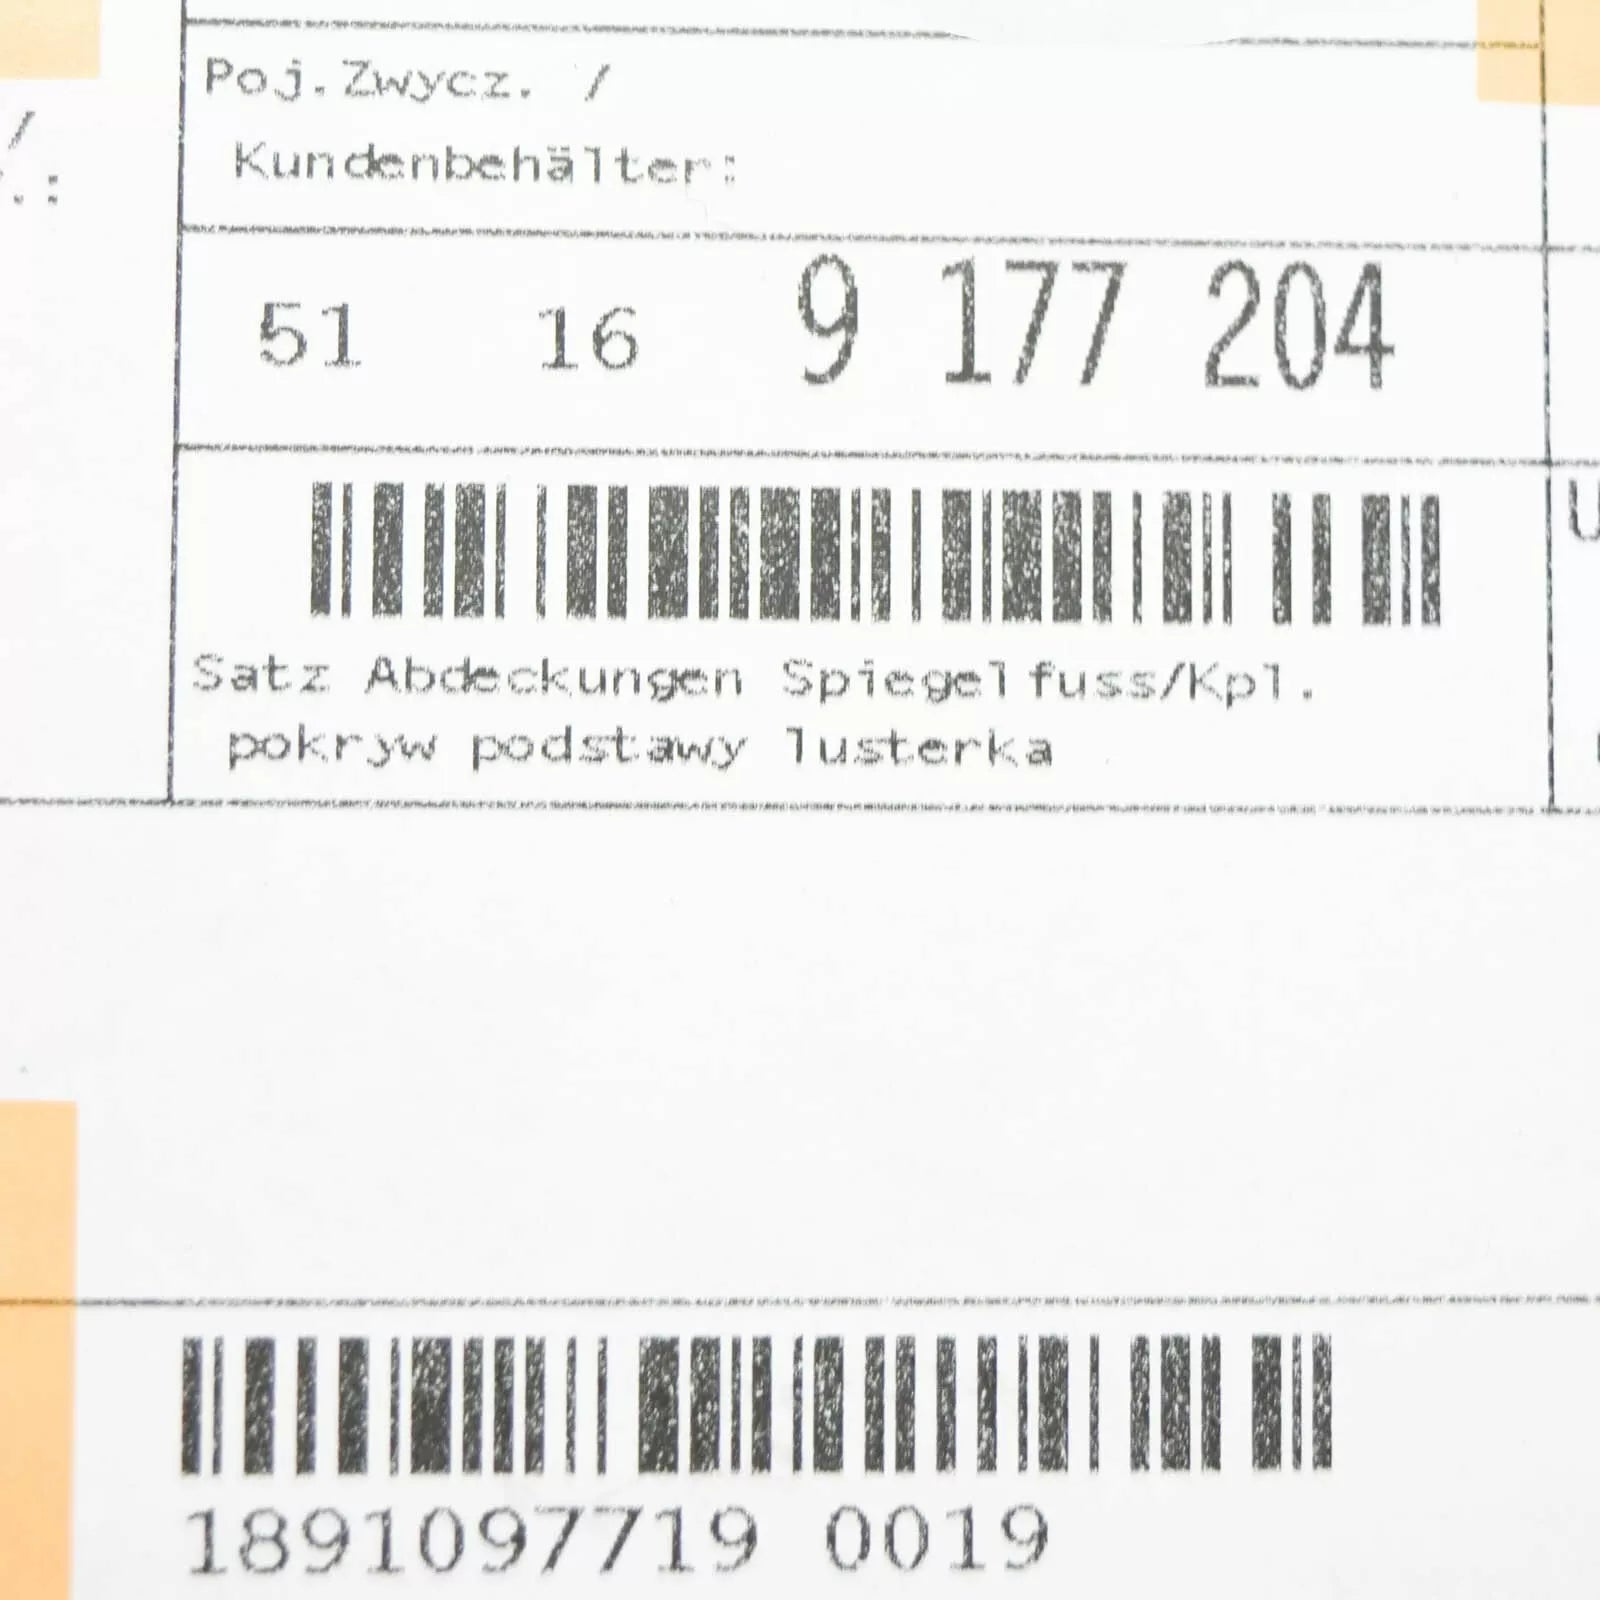 Poj.Zwycz. /
Kundenbehälter:
51 16 9 177 204
Satz Abdeckungen Spiegelfuss/Kpl.
pokryw podstawy lusterka
1891097719 0019